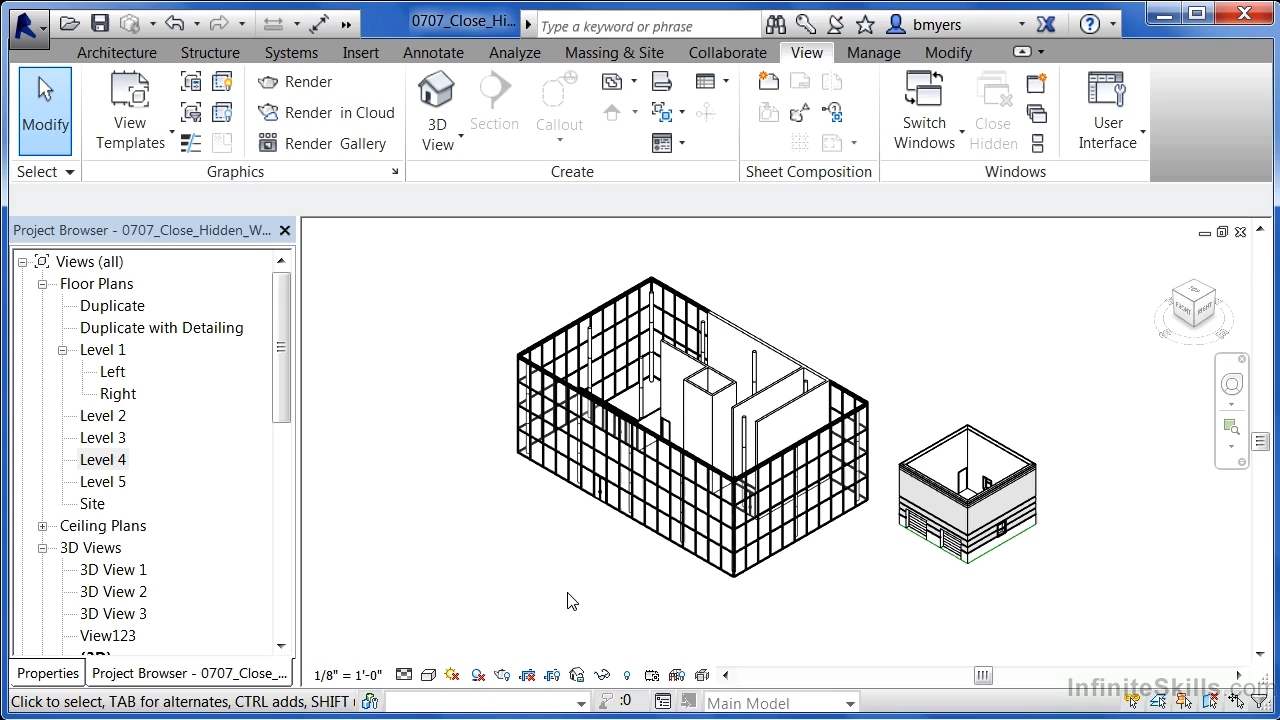 0707_Close_Hi...
Type a keyword or phrase
bmyers
Architecture Structure Systems Insert Annotate Analyze Massing & Site Collaborate View Manage Modify
Modify
View
Templates
Render
Render in Cloud
Render Gallery
3D
View
Section
Callout
Switch
Windows
Close
Hidden
User
Interface
Select Graphics Create Sheet Composition Windows
Project Browser - 0707_Close_Hidden_W...
Views (all)
Floor Plans
Duplicate
Duplicate with Detailing
Level 1
Left
Right
Level 2
Level 3
Level 4
Level 5
Site
Ceiling Plans
3D Views
3D View 1
3D View 2
3D View 3
View123
TOP
FRONT
RIGHT
Properties
Project Browser - 0707_Close_...
1/8" = 1'-0"
InfiniteSkills.com
Click to select, TAB for alternates, CTRL adds, SHIFT
:0
Main Model